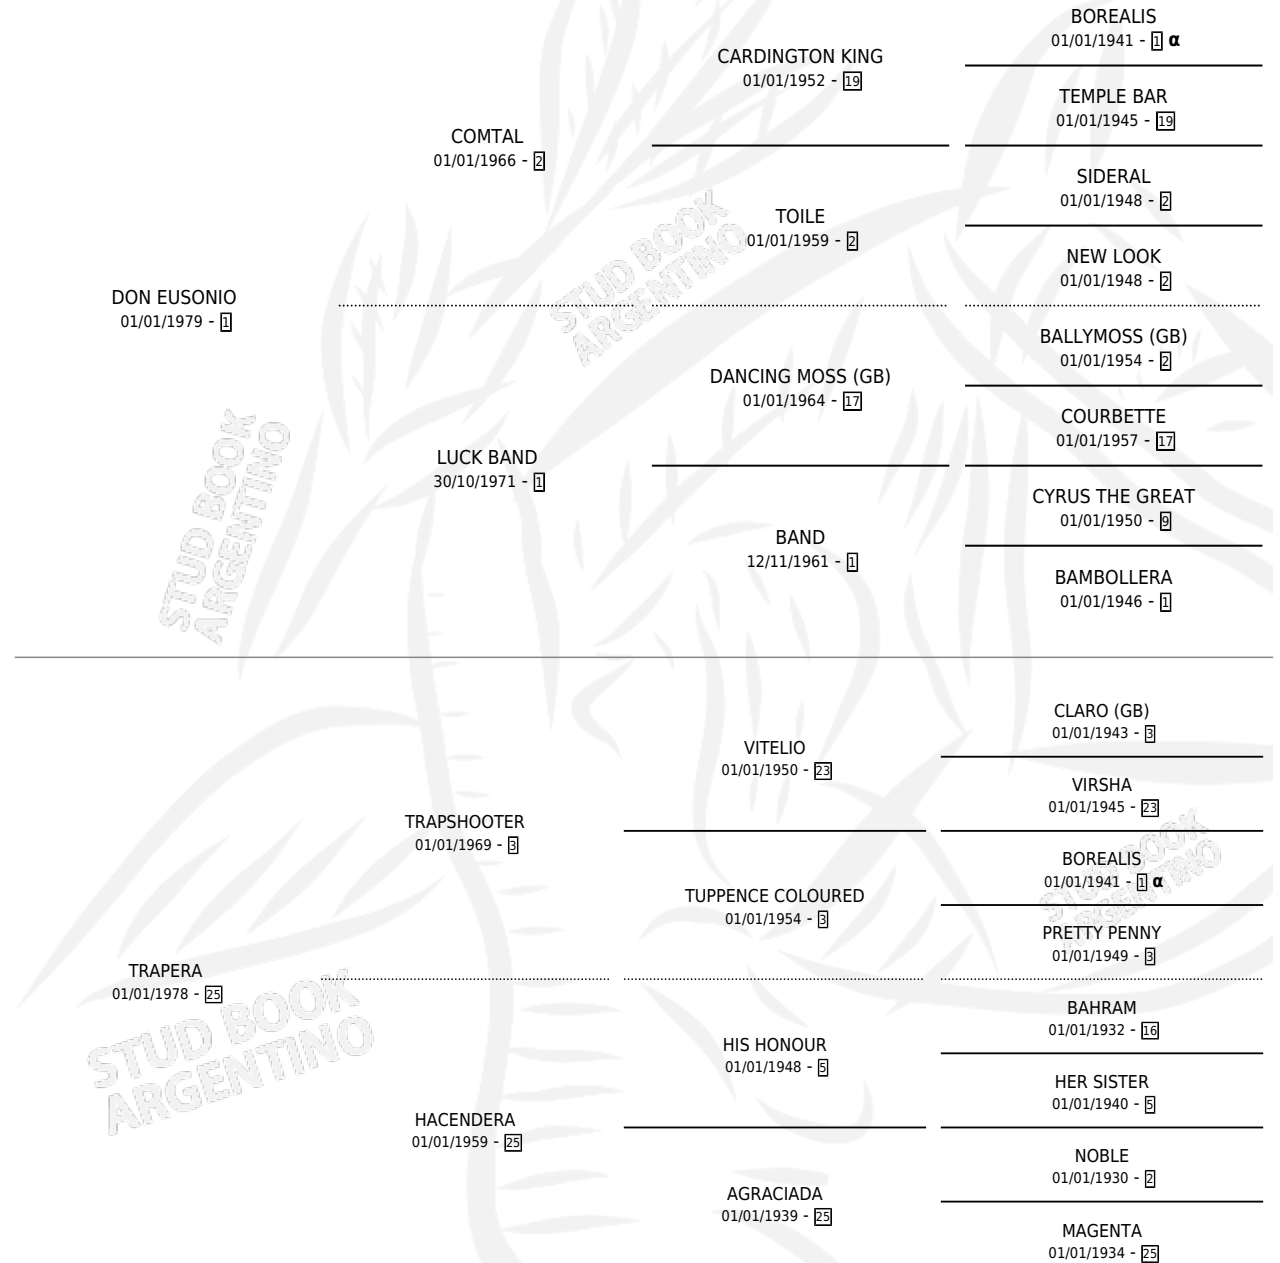 BOREALIS
01/01/1941 - 1 α
CARDINGTON KING
01/01/1952 - 19
TEMPLE BAR
01/01/1945 - 19
COMTAL
01/01/1966 - 2
SIDERAL
01/01/1948 - 2
TOILE
01/01/1959 - 2
NEW LOOK
01/01/1948 - 2
DON EUSONIO
01/01/1979 - 1
BALLYMOSS (GB)
01/01/1954 - 2
DANCING MOSS (GB)
01/01/1964 - 17
COURBETTE
01/01/1957 - 17
LUCK BAND
30/10/1971 - 1
CYRUS THE GREAT
01/01/1950 - 9
BAND
12/11/1961 - 1
BAMBOLLERA
01/01/1946 - 1
CLARO (GB)
01/01/1943 - 3
VITELIO
01/01/1950 - 23
VIRSHA
01/01/1945 - 23
TRAPSHOOTER
01/01/1969 - 3
BOREALIS
01/01/1941 - 1 α
TUPPENCE COLOURED
01/01/1954 - 3
PRETTY PENNY
01/01/1949 - 3
TRAPERA
01/01/1978 - 25
BAHRAM
01/01/1932 - 16
HIS HONOUR
01/01/1948 - 5
HER SISTER
01/01/1940 - 5
HACENDERA
01/01/1959 - 25
NOBLE
01/01/1930 - 2
AGRACIADA
01/01/1939 - 25
MAGENTA
01/01/1934 - 25
STUD BOOK
ARGENTINO
STUD BOOK
ARGENTINO
STUD BOOK
ARGENTINO
STUD BOOK
ARGENTINO